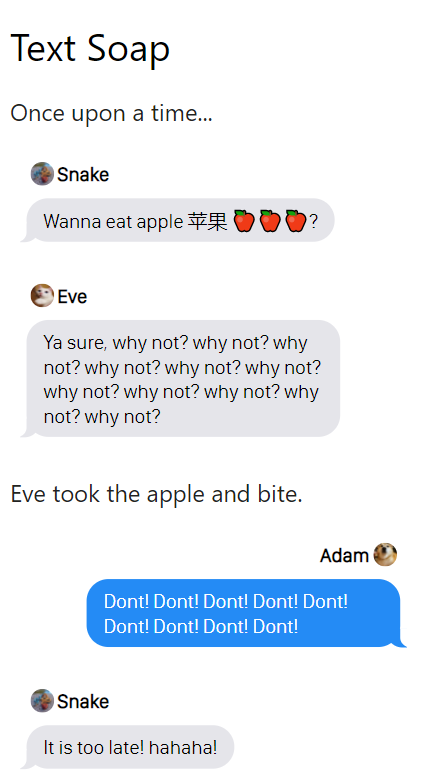 Text Soap
Once upon a time...
Snake
Wanna eat apple 苹果 🍎🍎🍎?
Eve
Ya sure, why not? why not? why
not? why not? why not? why not?
why not? why not? why not? why
not? why not?
Eve took the apple and bite.
Adam
Dont! Dont! Dont! Dont! Dont!
Dont! Dont! Dont! Dont!
Snake
It is too late! hahaha!